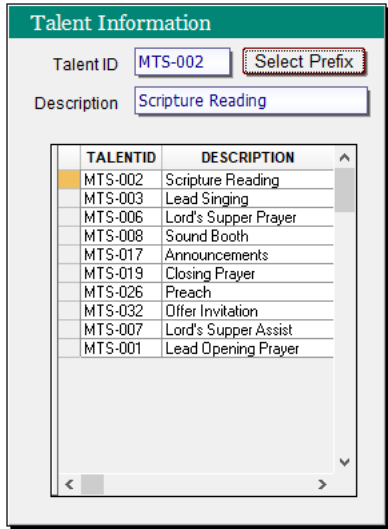 Talent Information
Talent ID MTS-002 Select Prefix
Description Scripture Reading
TALENTID DESCRIPTION
MTS-002 Scripture Reading
MTS-003 Lead Singing
MTS-006 Lord's Supper Prayer
MTS-008 Sound Booth
MTS-017 Announcements
MTS-019 Closing Prayer
MTS-026 Preach
MTS-032 Offer Invitation
MTS-007 Lord's Supper Assist
MTS-001 Lead Opening Prayer